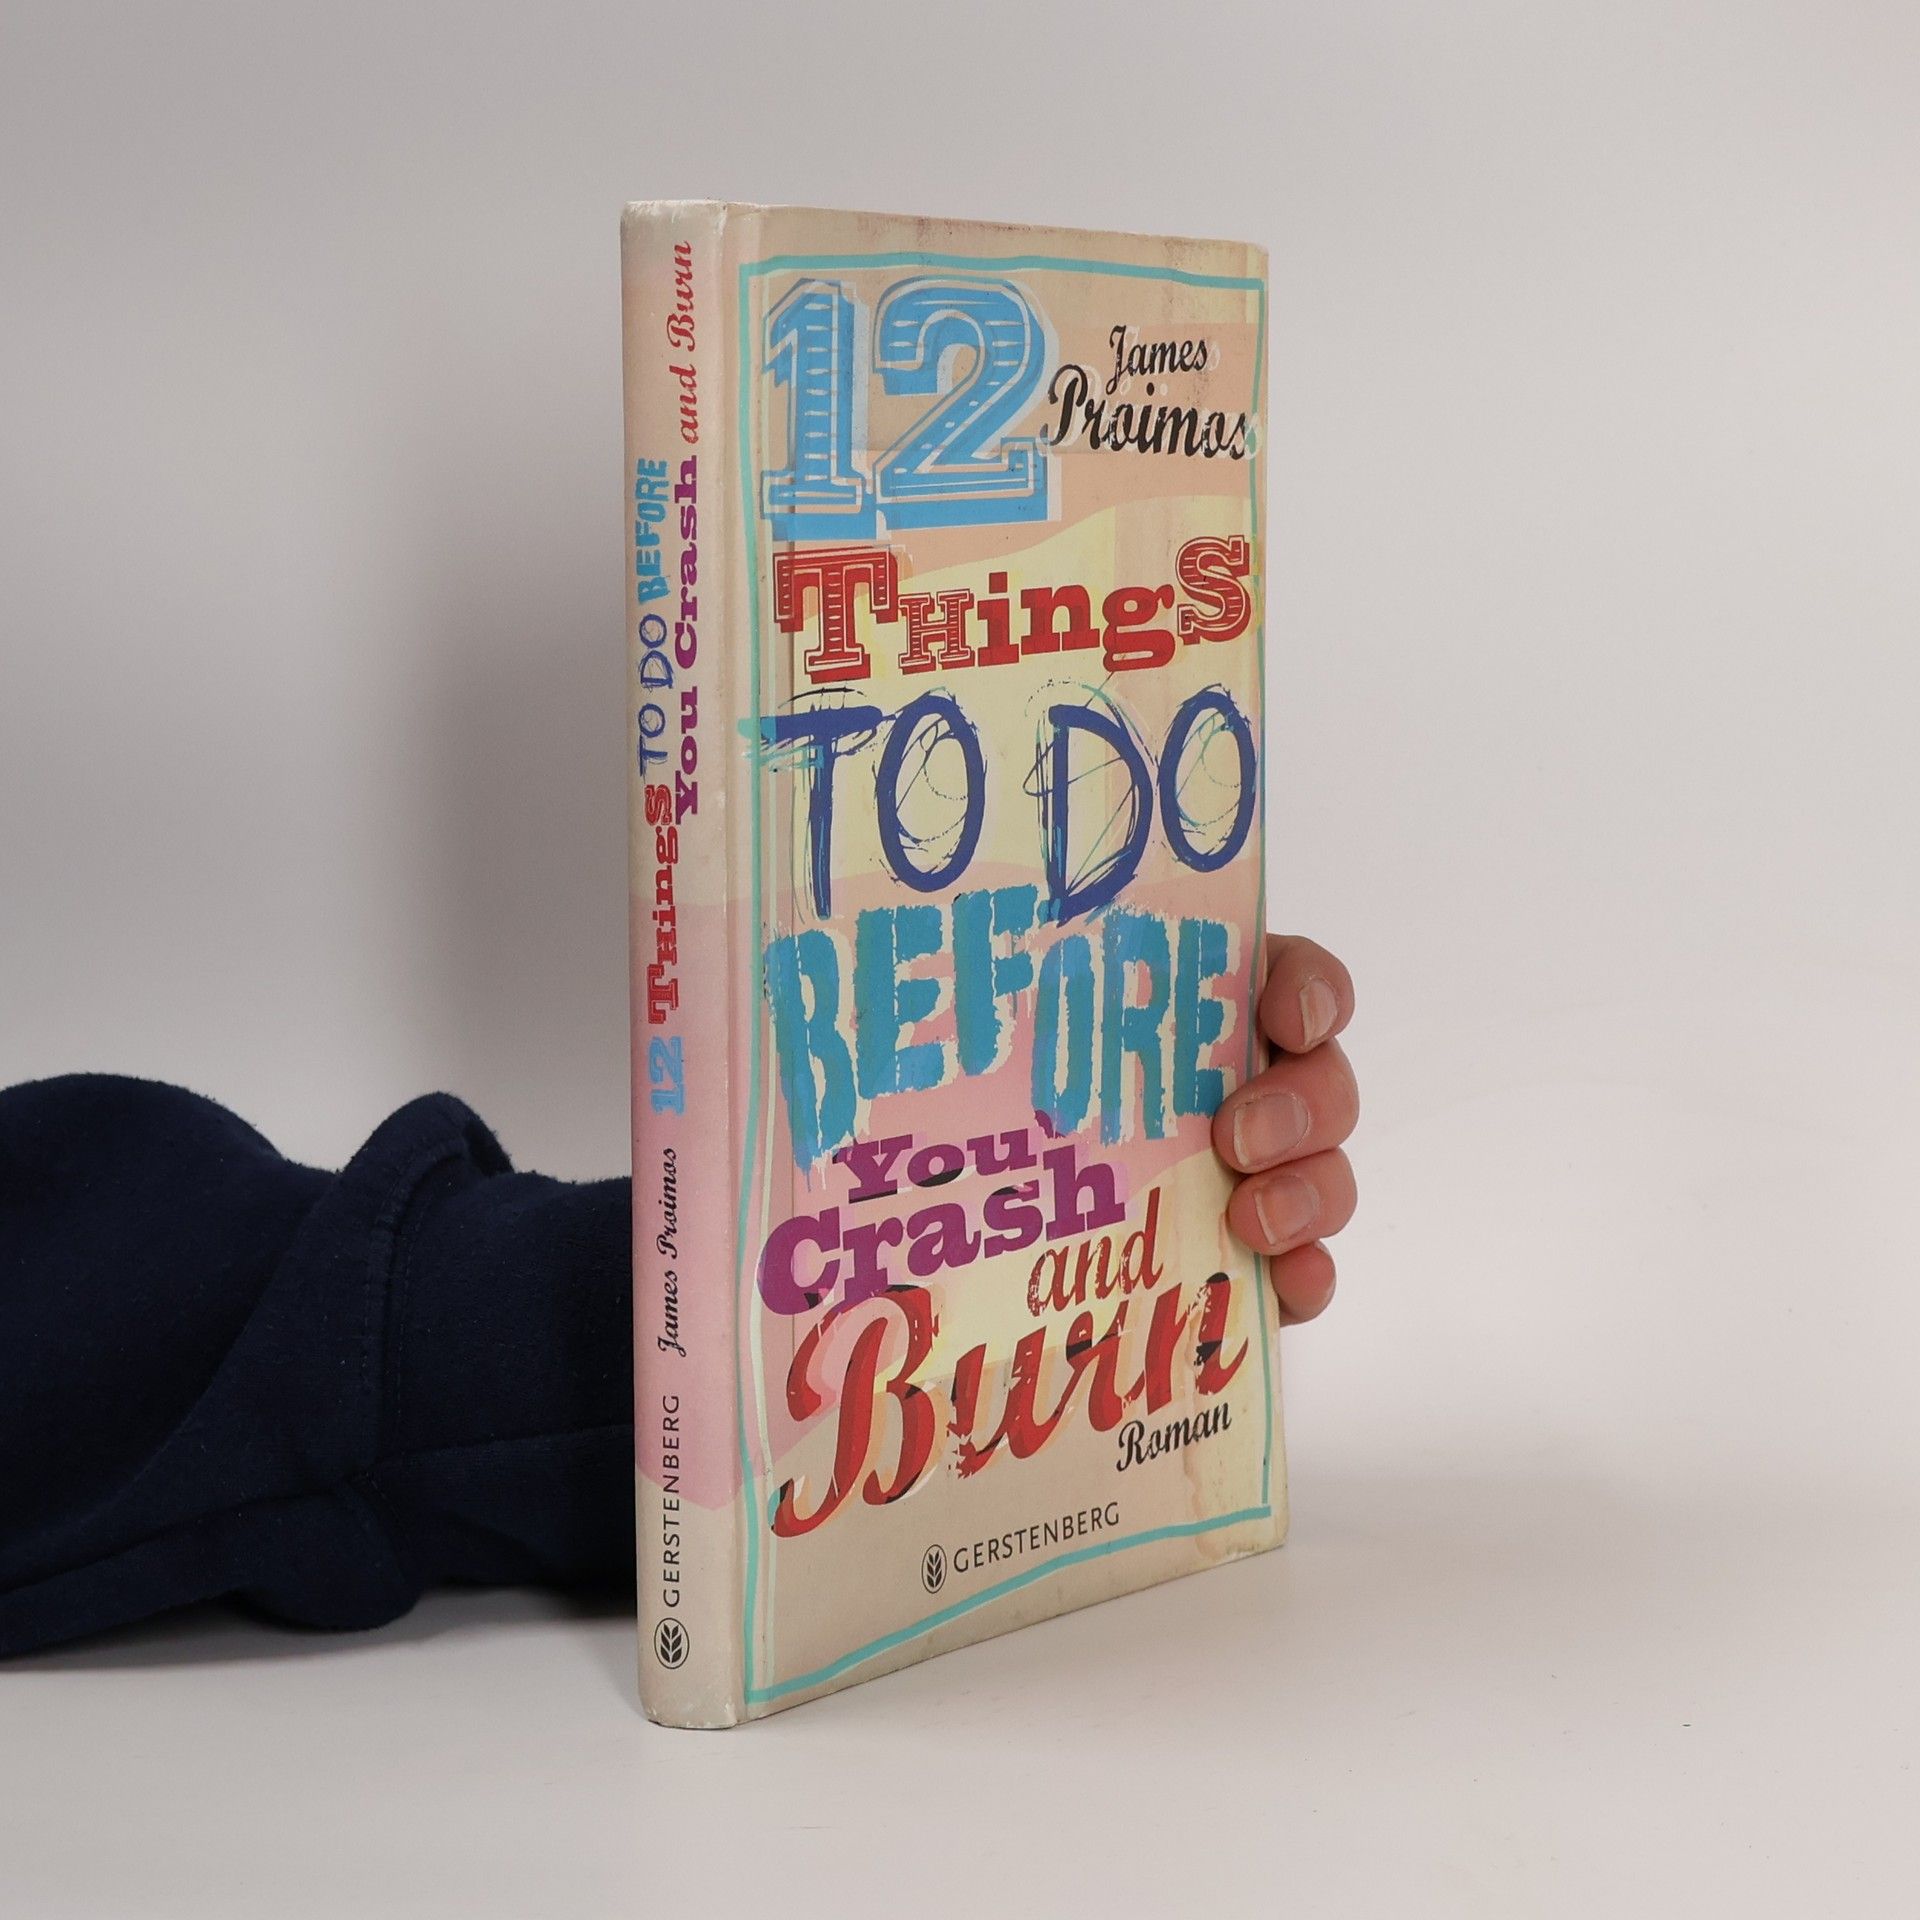 12
James
Proimos
THingS
TO DO
BEFORE
You
Crash
and
Burn
Roman
GERSTENBERG
12 THingS TO DO BEFORE
You Crash and Burn
James Proimos
GERSTENBERG